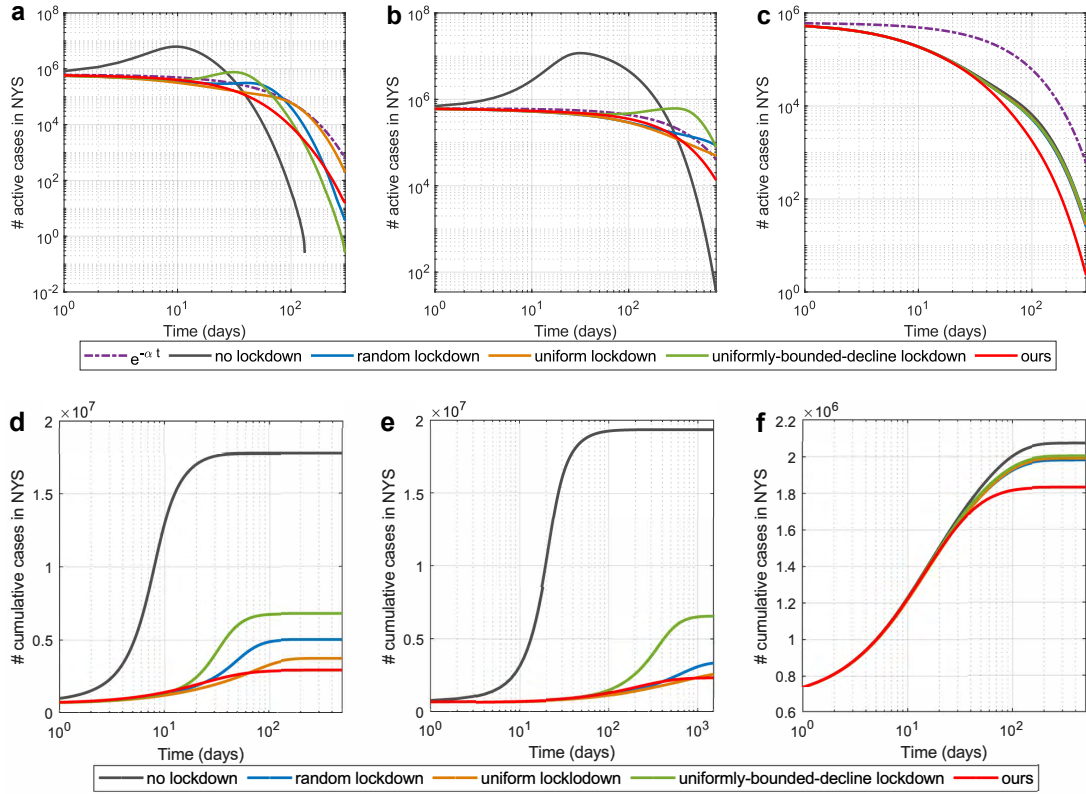 a
# active cases in NYS
10^8
10^6
10^4
10^2
10^0
10^-2
10^0 10^1 10^2
Time (days)
b
# active cases in NYS
10^8
10^6
10^4
10^2
10^0 10^1 10^2
Time (days)
c
# active cases in NYS
10^6
10^4
10^2
10^0
10^0 10^1 10^2
Time (days)
e^-α t no lockdown random lockdown uniform lockdown uniformly-bounded-decline lockdown ours
d
# cumulative cases in NYS
×10^7
2
1.5
1
0.5
0
10^0 10^1 10^2
Time (days)
e
# cumulative cases in NYS
×10^7
2
1.5
1
0.5
0
10^0 10^1 10^2 10^3
Time (days)
f
# cumulative cases in NYS
×10^6
2.2
2
1.8
1.6
1.4
1.2
1
0.8
0.6
10^0 10^1 10^2
Time (days)
no lockdown random lockdown uniform locklodown uniformly-bounded-decline lockdown ours